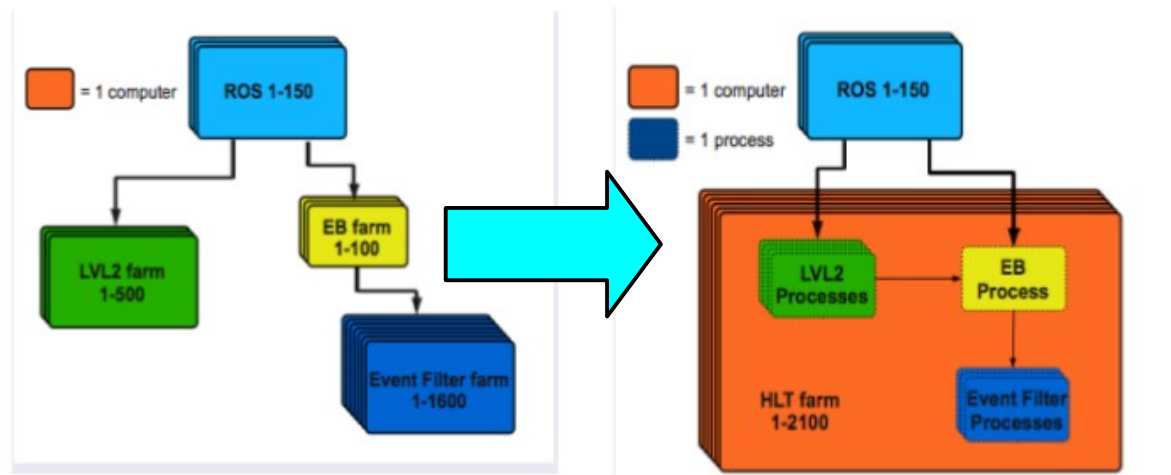 = 1 computer
ROS 1-150
EB farm
1-100
LVL2 farm
1-500
Event Filter farm
1-1600
= 1 computer
= 1 process
ROS 1-150
LVL2
Processes
EB
Process
HLT farm
1-2100
Event Filter
Processes